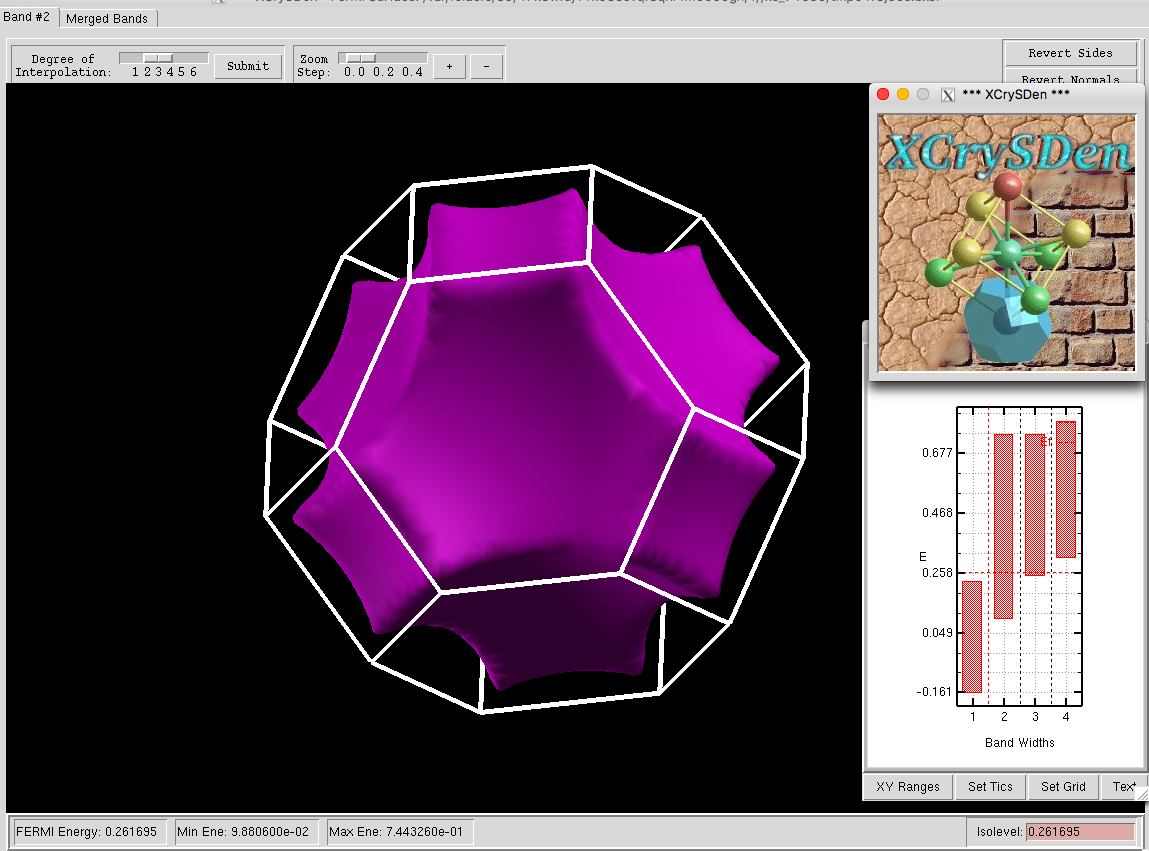 Band #2
Merged Bands
Degree of
Interpolation:
1 2 3 4 5 6
Submit
Zoom
Step:
0.0 0.2 0.4
+
-
Revert Sides
Revert Normals
*** XCrySDen ***
XCrySDen
Ef
0.677
0.468
E
0.258
0.049
-0.161
1 2 3 4
Band Widths
XY Ranges
Set Tics
Set Grid
Text
FERMI Energy: 0.261695
Min Ene: 9.880600e-02
Max Ene: 7.443260e-01
Isolevel: 0.261695